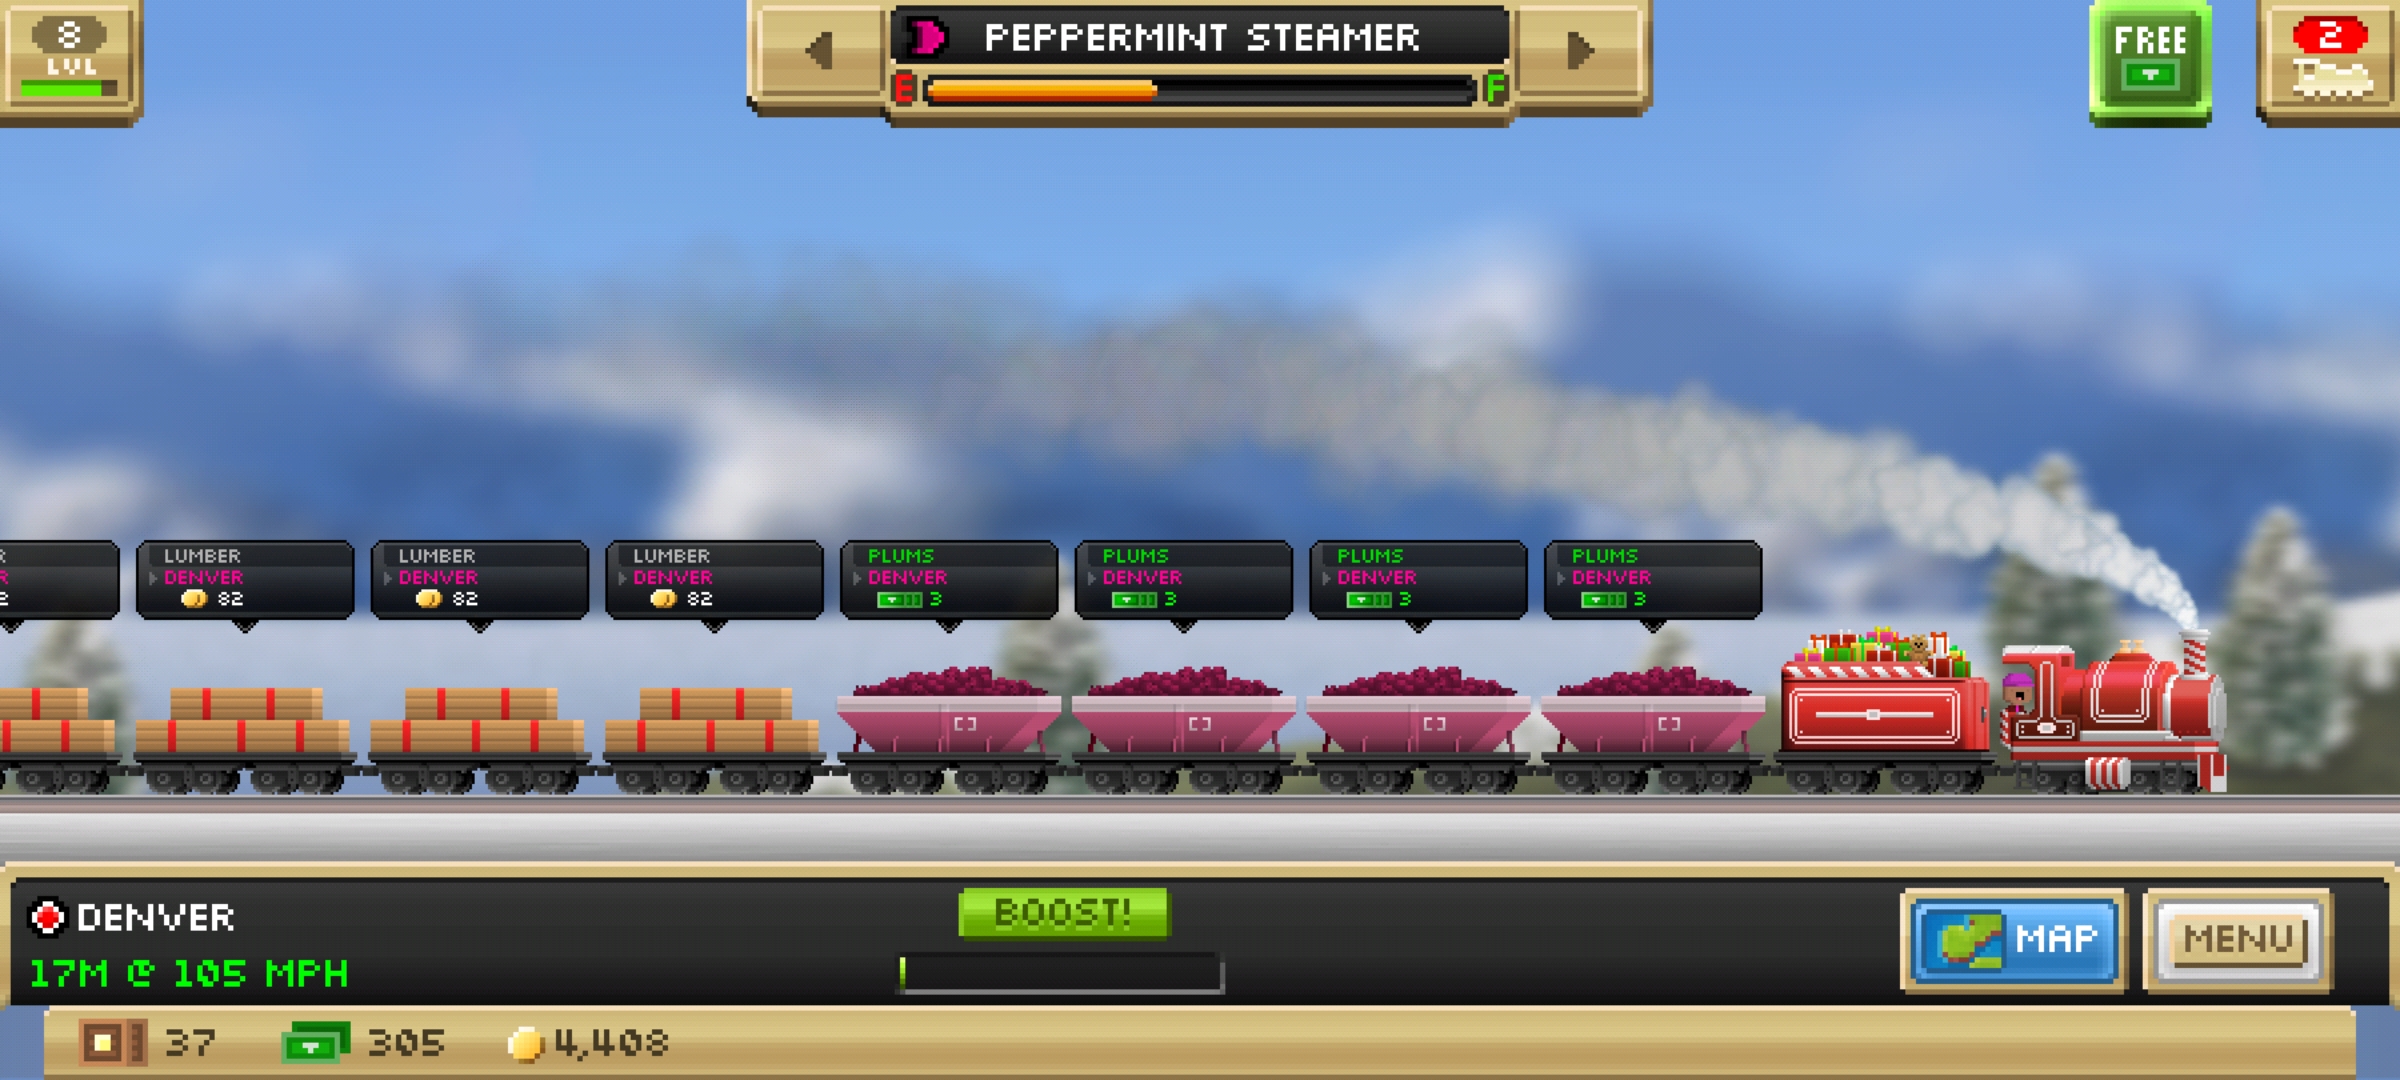 8
LVL
PEPPERMINT STEAMER
E
F
FREE
2
R
LUMBER
LUMBER
LUMBER
PLUMS
PLUMS
PLUMS
PLUMS
R
DENVER
DENVER
DENVER
DENVER
DENVER
DENVER
DENVER
2
82
82
82
3
3
3
3
DENVER
BOOST!
MAP
MENU
17M @ 105 MPH
37
305
4,408